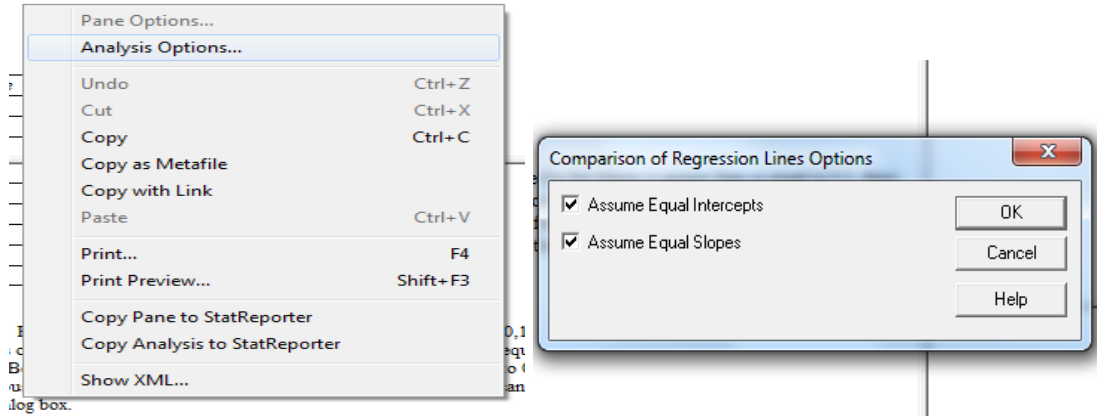 Pane Options...
Analysis Options...
Undo Ctrl+Z
Cut Ctrl+X
Copy Ctrl+C
Copy as Metafile
Copy with Link
Paste Ctrl+V
Print... F4
Print Preview... Shift+F3
Copy Pane to StatReporter
Copy Analysis to StatReporter
Show XML...
log box.
Comparison of Regression Lines Options
Assume Equal Intercepts
Assume Equal Slopes
OK
Cancel
Help